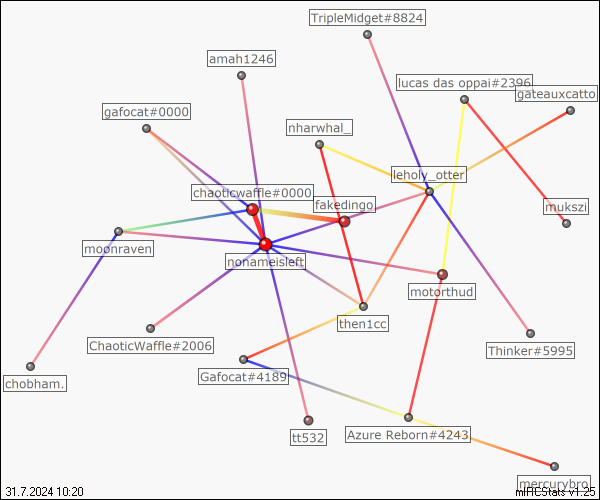 TripleMidget#8824
amah1246
lucas das oppai#2396
gateauxcatto
gafocat#0000
nharwhal_
leholy_otter
chaoticwaffle#0000
fakedingo
mukszi
moonraven
nonameisleft
motorthud
then1cc
ChaoticWaffle#2006
Thinker#5995
chobham.
Gafocat#4189
tt532
Azure Reborn#4243
mercurybro
31.7.2024 10:20
mIRCStats v1.25